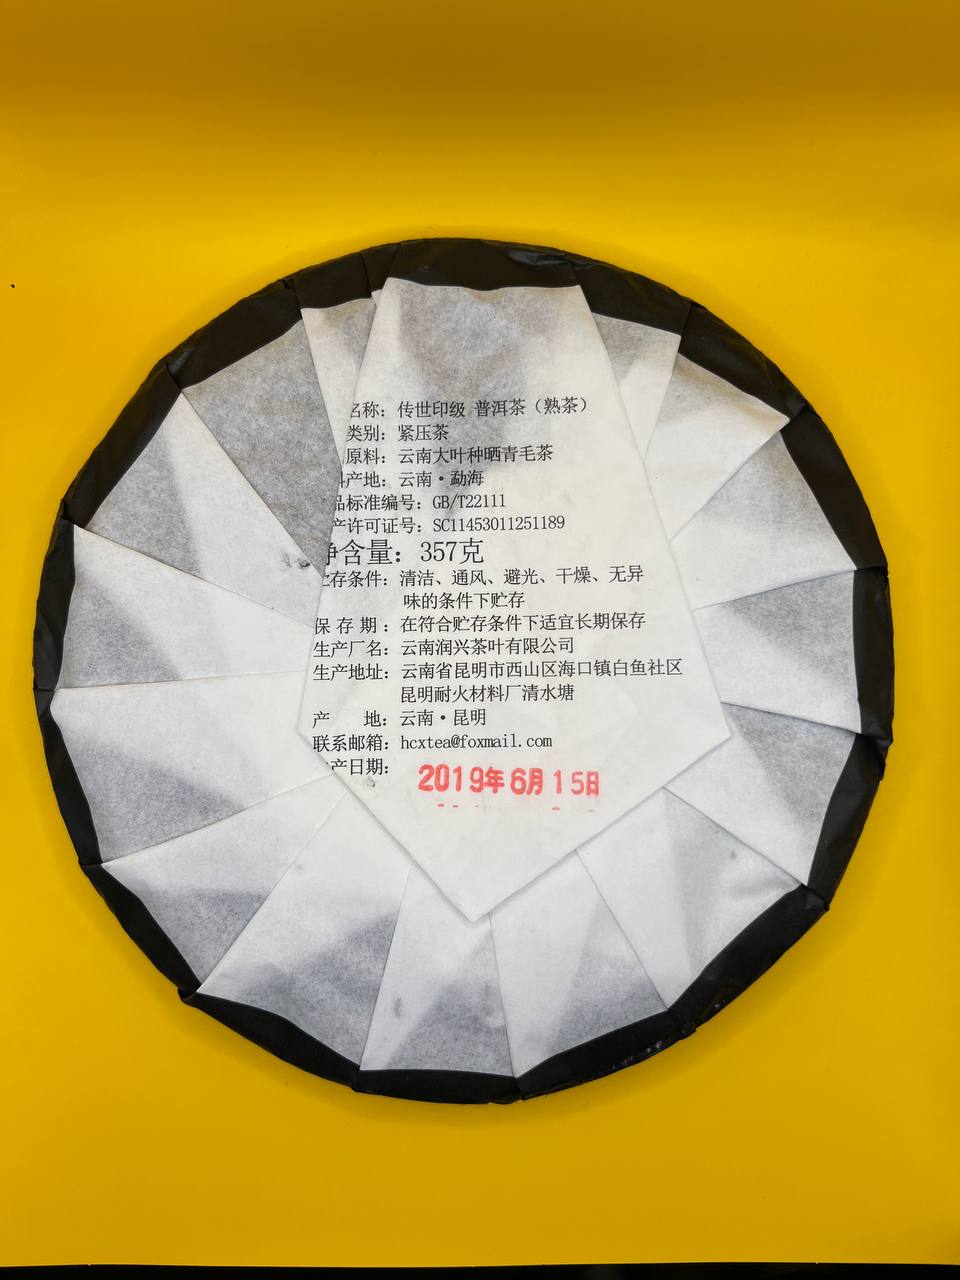 名称：传世印级 普洱茶（熟茶）
类别：紧压茶
原料：云南大叶种晒青毛茶
产地：云南·勐海
品标准编号：GB/T22111
产许可证号：SC11453011251189
净含量：357克
贮存条件：清洁、通风、避光、干燥、无异
味的条件下贮存
保 存 期：在符合贮存条件下适宜长期保存
生产厂名：云南润兴茶叶有限公司
生产地址：云南省昆明市西山区海口镇白鱼社区
昆明耐火材料厂清水塘
产　　地：云南·昆明
联系邮箱：hcxtea@foxmail.com
产日期：
2019年6月15日